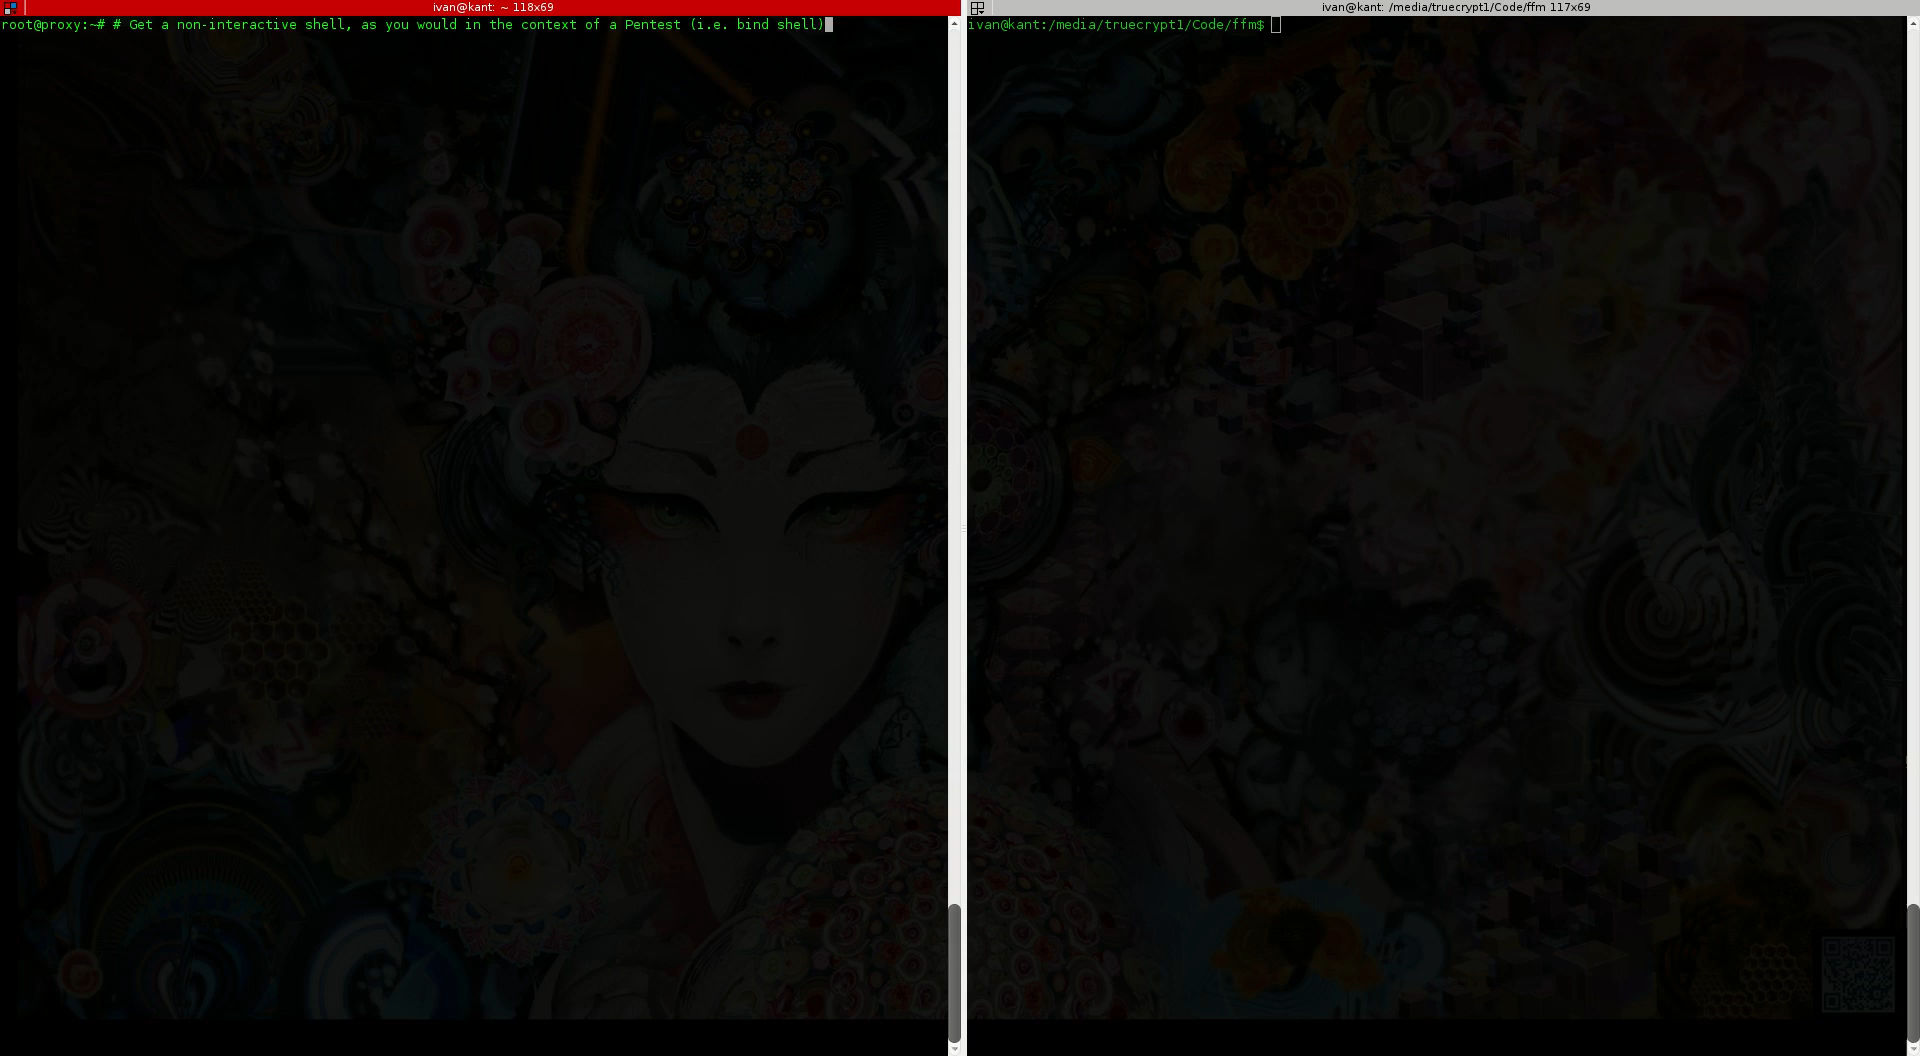 ivan@kant: ~ 118x69
root@proxy:~# # Get a non-interactive shell, as you would in the context of a Pentest (i.e. bind shell)
ivan@kant: /media/truecrypt1/Code/ffm 117x69
ivan@kant:/media/truecrypt1/Code/ffm$